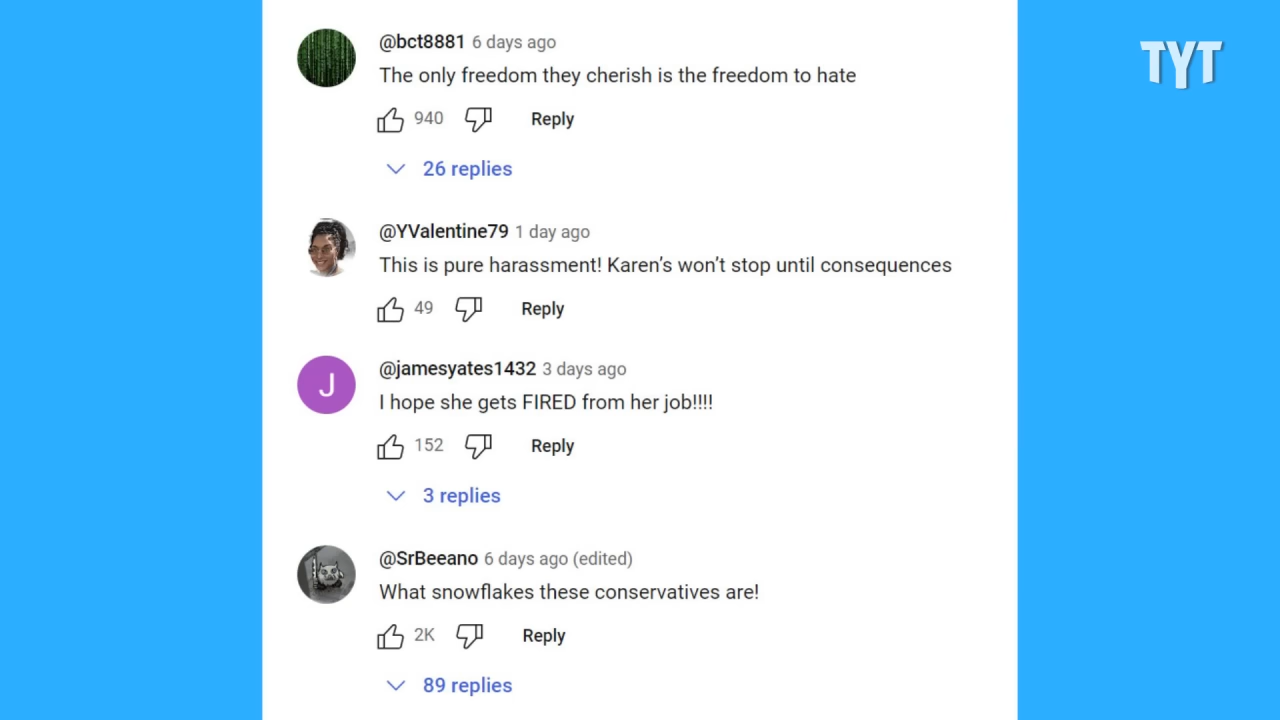 TYT
@bct8881 6 days ago
The only freedom they cherish is the freedom to hate
940 Reply
26 replies
@YValentine79 1 day ago
This is pure harassment! Karen’s won’t stop until consequences
49 Reply
J
@jamesyates1432 3 days ago
I hope she gets FIRED from her job!!!!
152 Reply
3 replies
@SrBeeano 6 days ago (edited)
What snowflakes these conservatives are!
2K Reply
89 replies